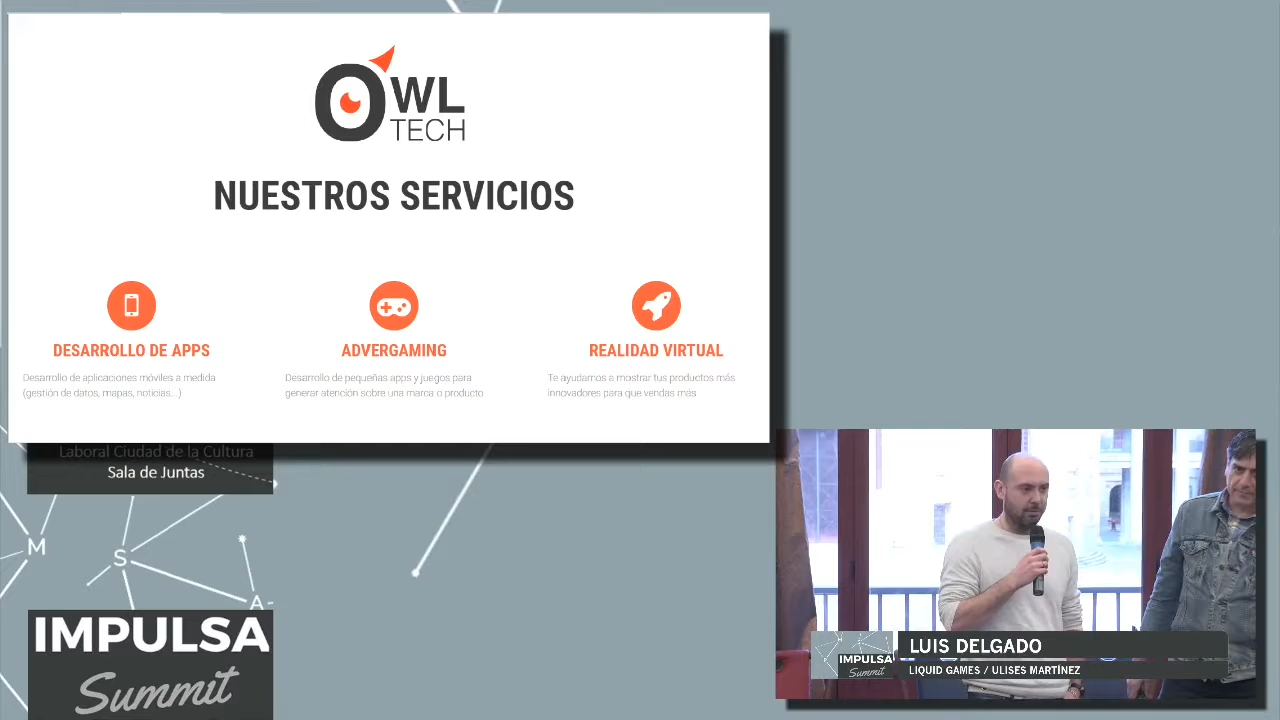 OWL
TECH
NUESTROS SERVICIOS
DESARROLLO DE APPS
Desarrollo de aplicaciones móviles a medida
(gestión de datos, mapas, noticias...)
ADVERGAMING
Desarrollo de pequeñas apps y juegos para
generar atención sobre una marca o producto
REALIDAD VIRTUAL
Te ayudamos a mostrar tus productos más
innovadores para que vendas más
Laboral Ciudad de la Cultura
Sala de Juntas
M
S
A
IMPULSA
Summit
IMPULSA
Summit
LUIS DELGADO
LIQUID GAMES / ULISES MARTÍNEZ